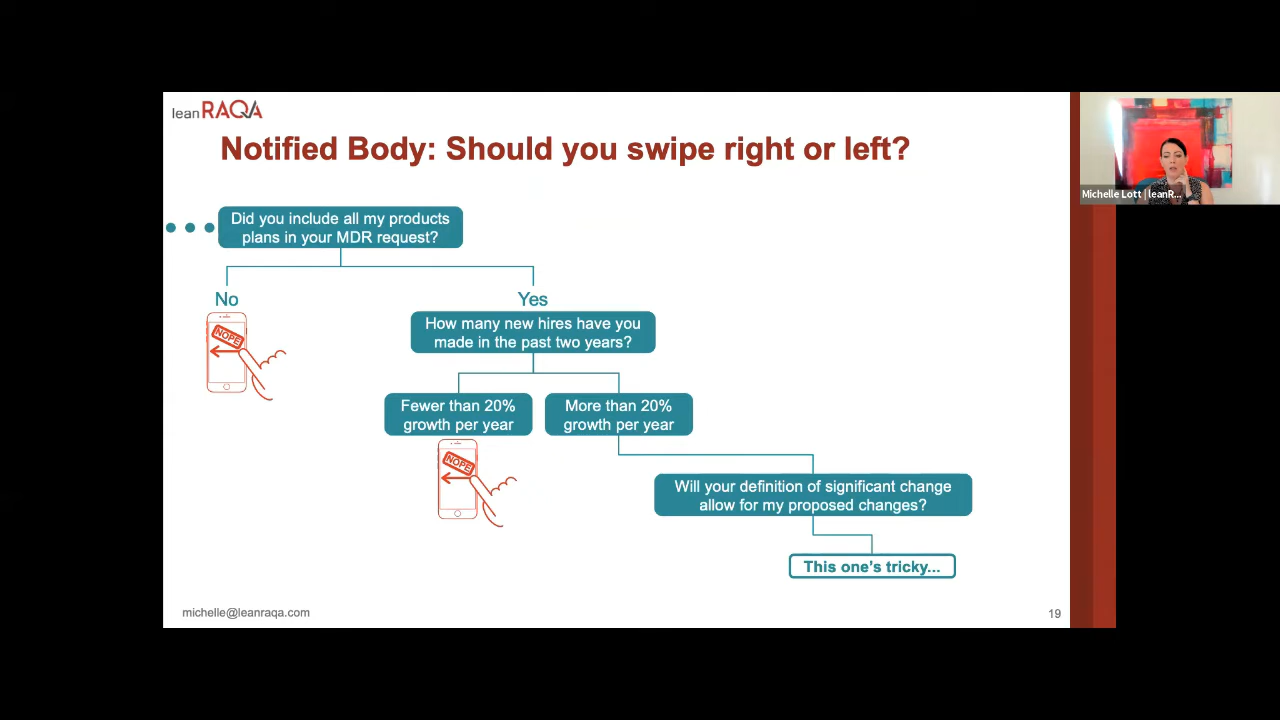 lean RAQA
Notified Body: Should you swipe right or left?
Did you include all my products
plans in your MDR request?
No
Yes
NOPE
How many new hires have you
made in the past two years?
Fewer than 20%
growth per year
More than 20%
growth per year
NOPE
Will your definition of significant change
allow for my proposed changes?
This one's tricky...
michelle@leanraqa.com
19
Michelle Lott | leanR...